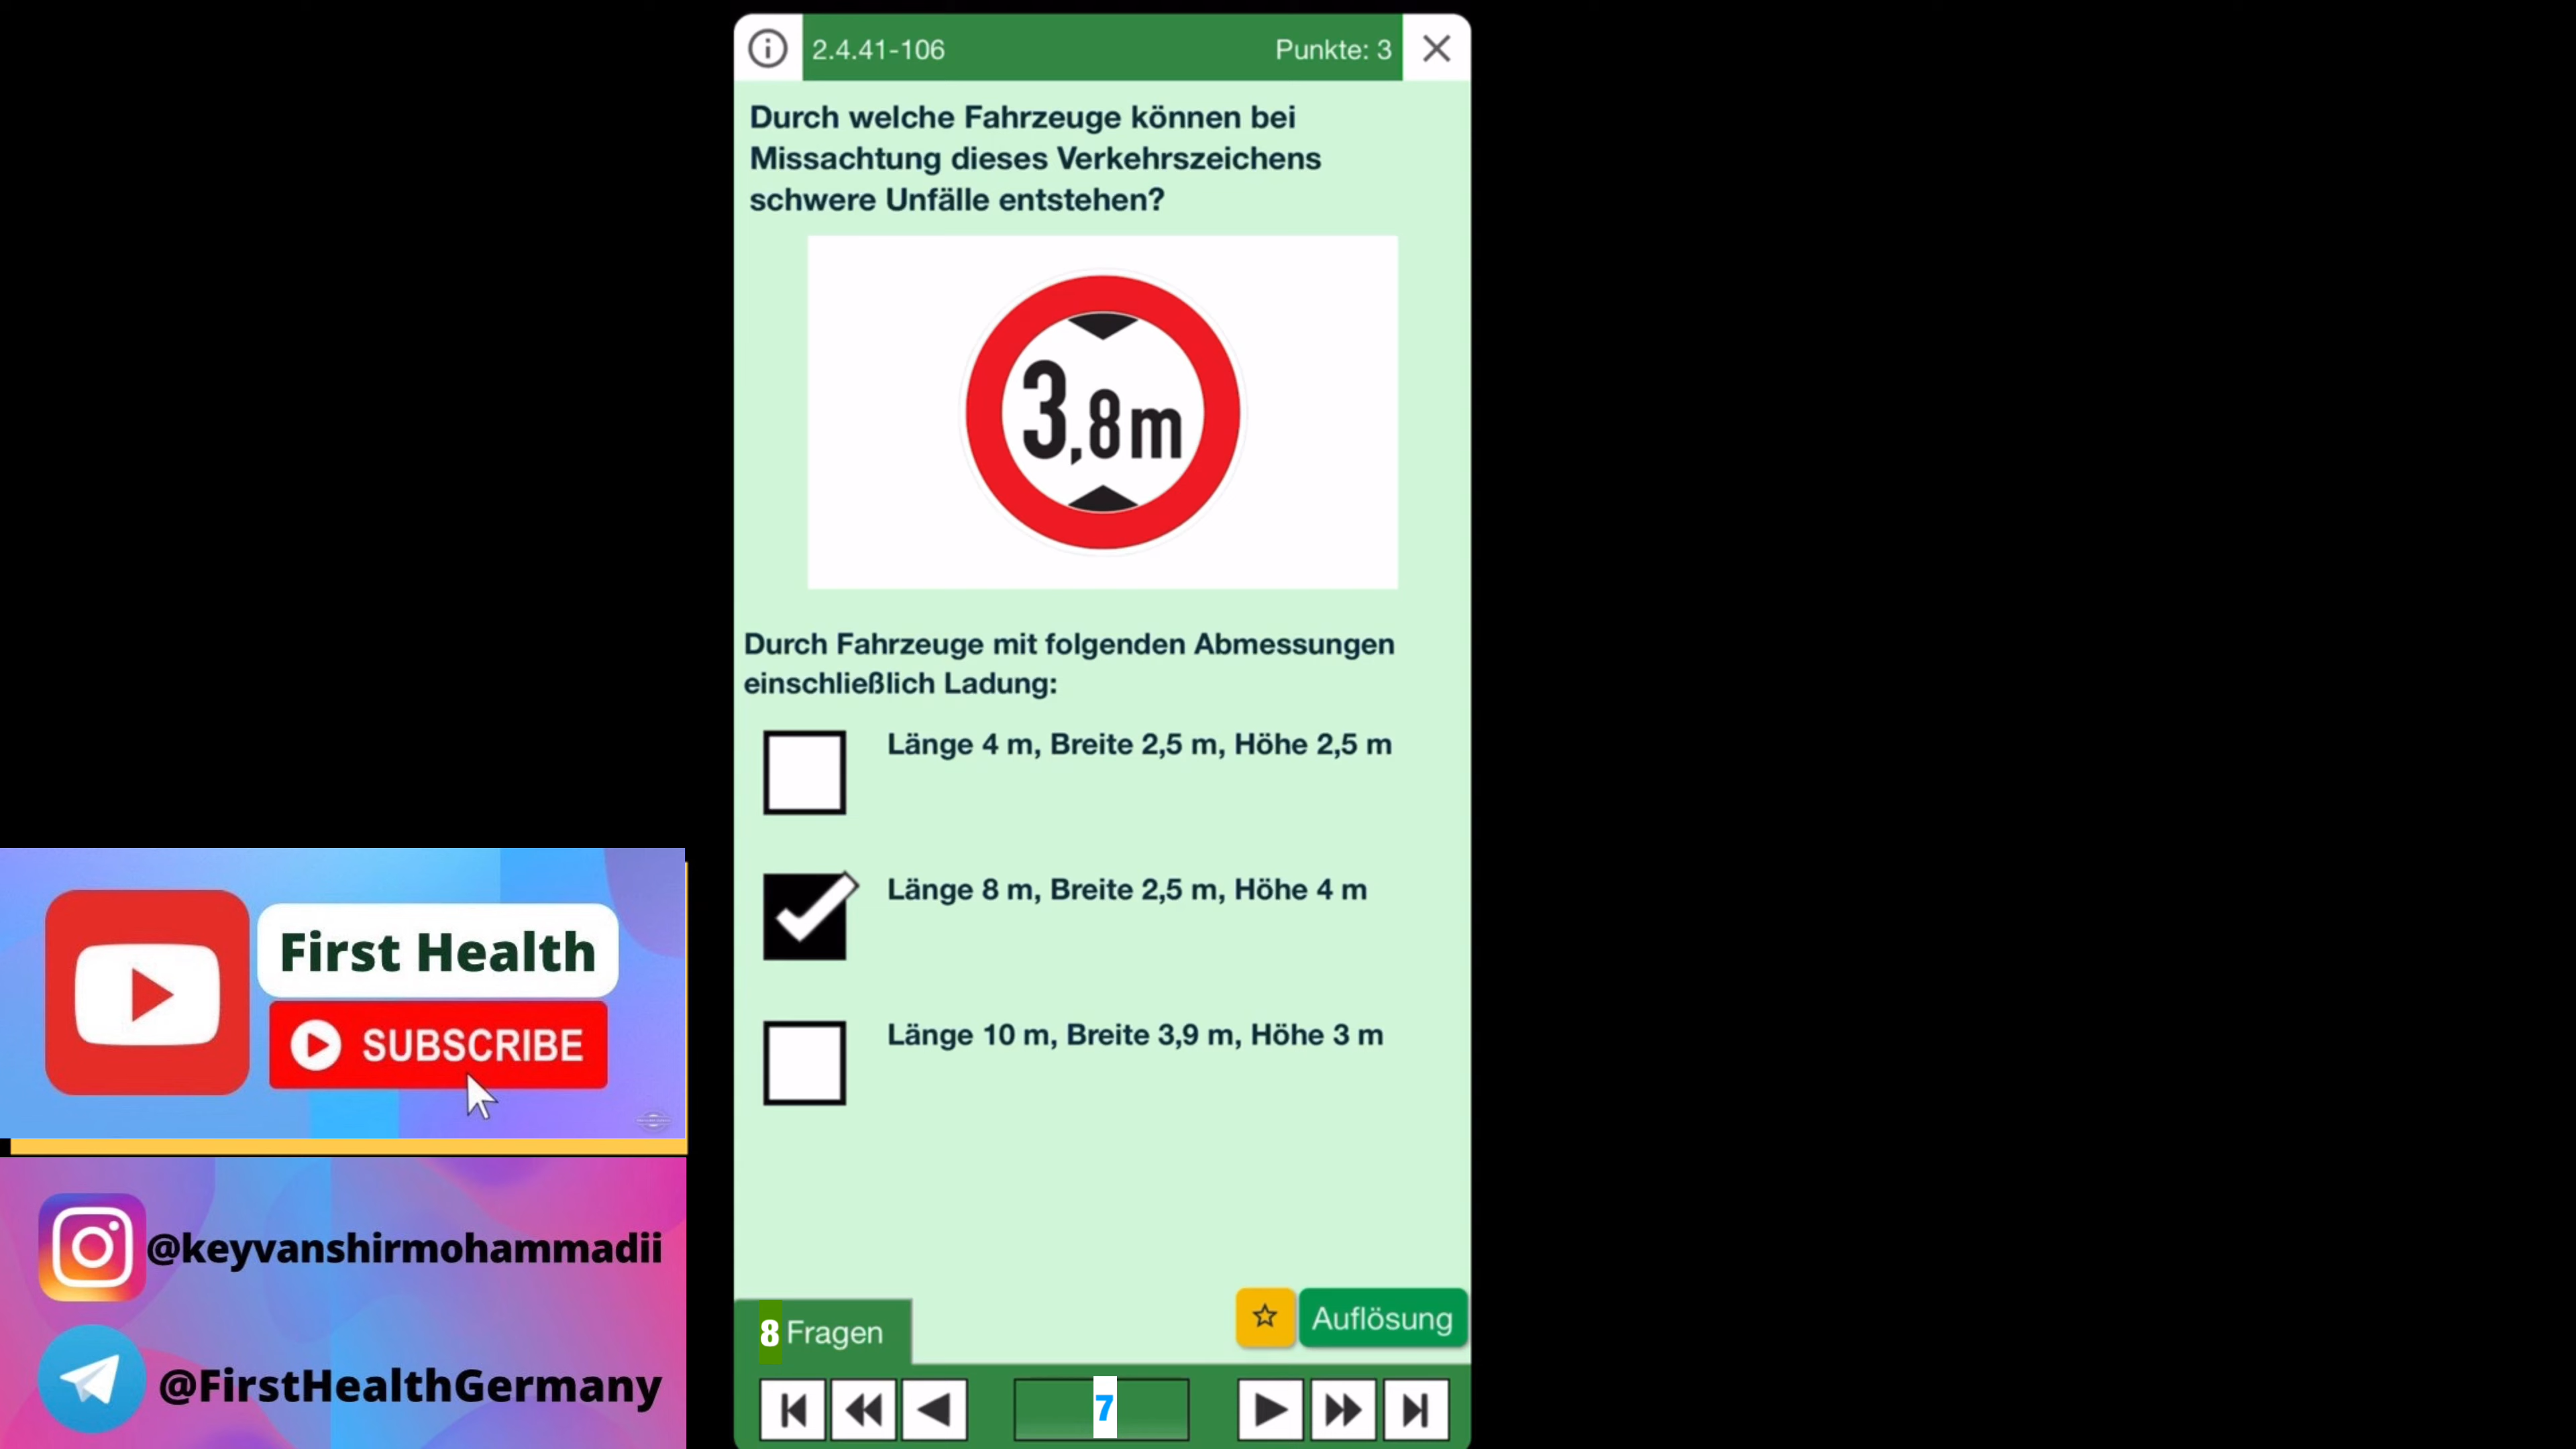 2.4.41-106
Punkte: 3
Durch welche Fahrzeuge können bei
Missachtung dieses Verkehrszeichens
schwere Unfälle entstehen?
3,8m
Durch Fahrzeuge mit folgenden Abmessungen
einschließlich Ladung:
Länge 4 m, Breite 2,5 m, Höhe 2,5 m
Länge 8 m, Breite 2,5 m, Höhe 4 m
Länge 10 m, Breite 3,9 m, Höhe 3 m
8 Fragen
Auflösung
7
First Health
SUBSCRIBE
@keyvanshirmohammadii
@FirstHealthGermany